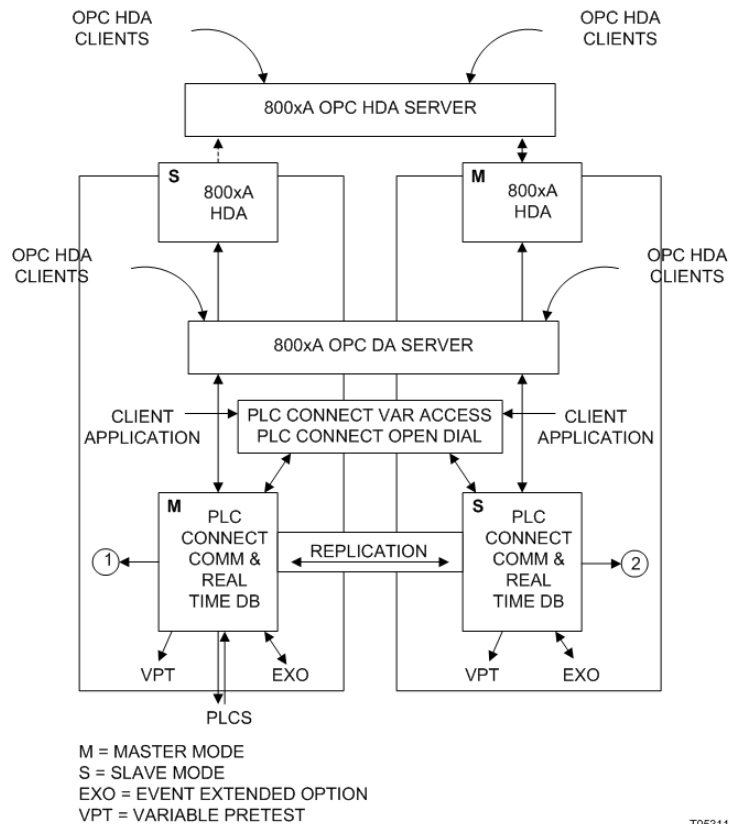 OPC HDA
CLIENTS
OPC HDA
CLIENTS
800xA OPC HDA SERVER
S
800xA
HDA
M
800xA
HDA
OPC HDA
CLIENTS
OPC HDA
CLIENTS
800xA OPC DA SERVER
CLIENT
APPLICATION
PLC CONNECT VAR ACCESS
PLC CONNECT OPEN DIAL
CLIENT
APPLICATION
M
PLC
CONNECT
COMM &
REAL
TIME DB
S
PLC
CONNECT
COMM &
REAL
TIME DB
REPLICATION
1
2
VPT
EXO
VPT
EXO
PLCS
M = MASTER MODE
S = SLAVE MODE
EXO = EVENT EXTENDED OPTION
VPT = VARIABLE PRETEST